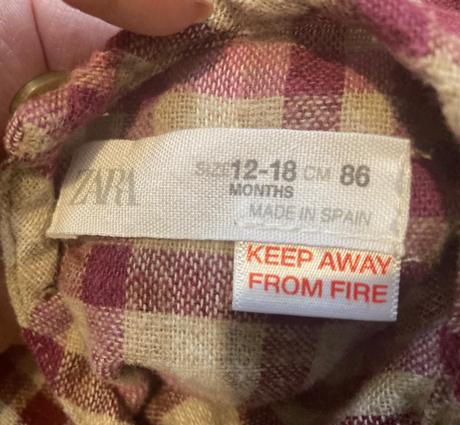 ZARA
SIZE 12-18 CM 86
MONTHS
MADE IN SPAIN
KEEP AWAY
FROM FIRE